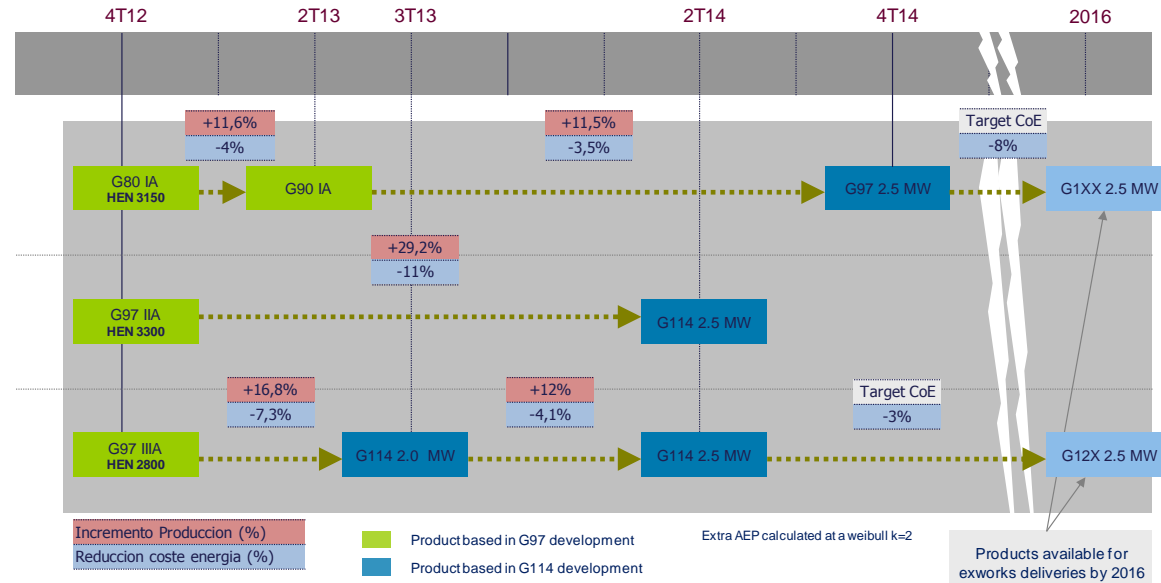 4T12
2T13
3T13
2T14
4T14
2016
+11,6%
-4%
+11,5%
-3,5%
Target CoE
-8%
G80 IA
HEN 3150
G90 IA
G97 2.5 MW
G1XX 2.5 MW
+29,2%
-11%
G97 IIA
HEN 3300
G114 2.5 MW
+16,8%
-7,3%
+12%
-4,1%
Target CoE
-3%
G97 IIIA
HEN 2800
G114 2.0 MW
G114 2.5 MW
G12X 2.5 MW
Incremento Produccion (%)
Reduccion coste energia (%)
Product based in G97 development
Product based in G114 development
Extra AEP calculated at a weibull k=2
Products available for
exworks deliveries by 2016